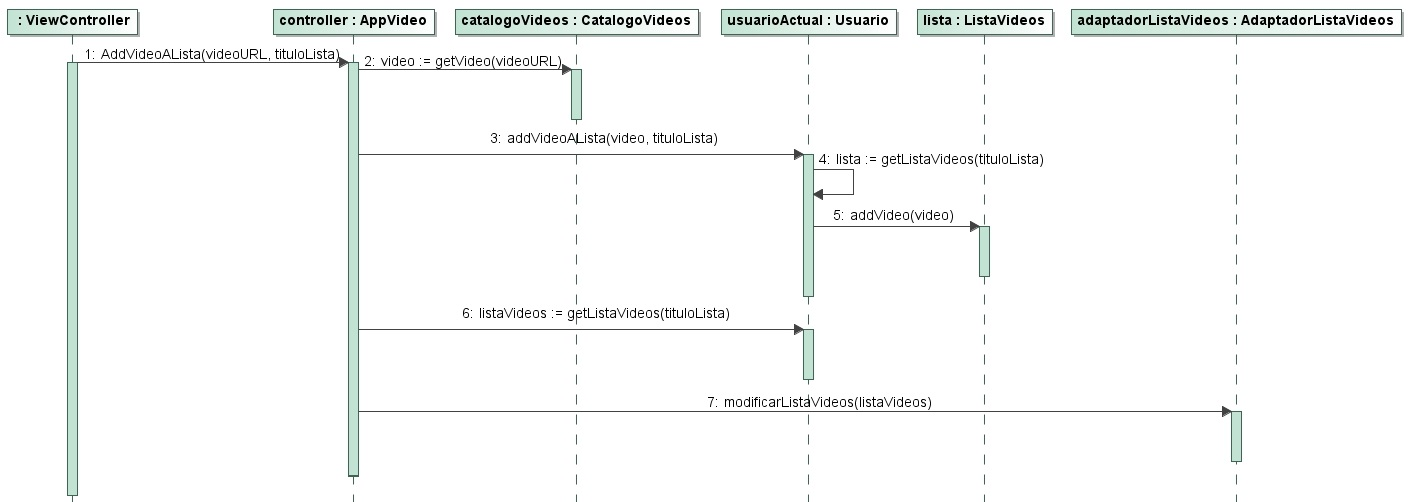 : ViewController
controller : AppVideo
catalogoVideos : CatalogoVideos
usuarioActual : Usuario
lista : ListaVideos
adaptadorListaVideos : AdaptadorListaVideos
1: AddVideoALista(videoURL, tituloLista)
2: video := getVideo(videoURL)
3: addVideoALista(video, tituloLista)
4: lista := getListaVideos(tituloLista)
5: addVideo(video)
6: listaVideos := getListaVideos(tituloLista)
7: modificarListaVideos(listaVideos)